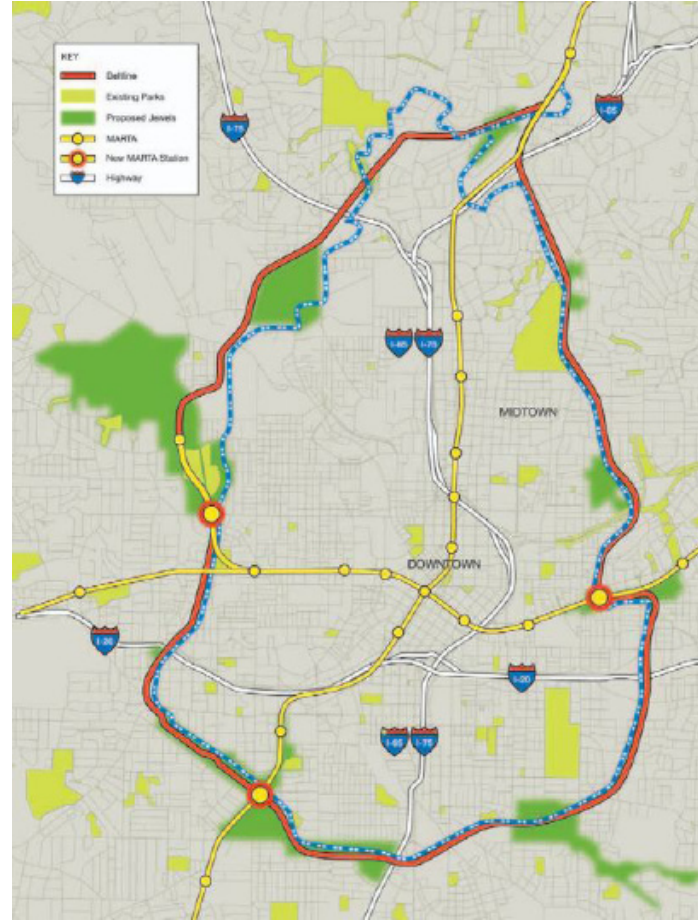 KEY
Beltline
Existing Parks
Proposed Jewels
MARTA
New MARTA Station
Highway
I-75
I-85
I-85
I-75
MIDTOWN
DOWNTOWN
I-20
I-20
I-85
I-75